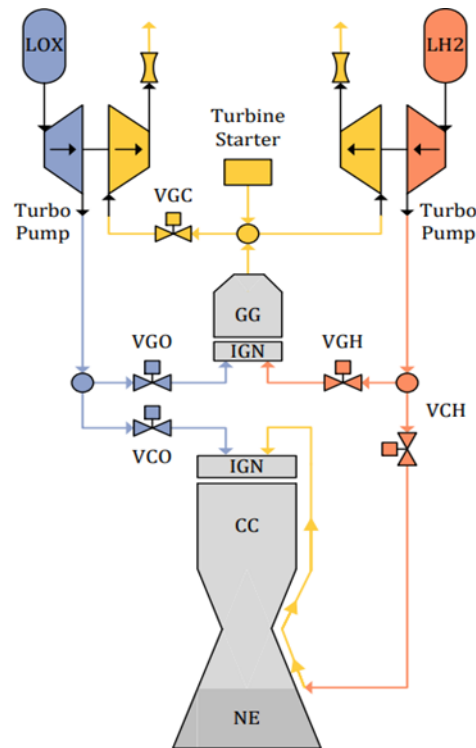 LOX
LH2
Turbine
Starter
Turbo
Pump
VGC
Turbo
Pump
GG
VGO
IGN
VGH
VCO
VCH
IGN
CC
NE